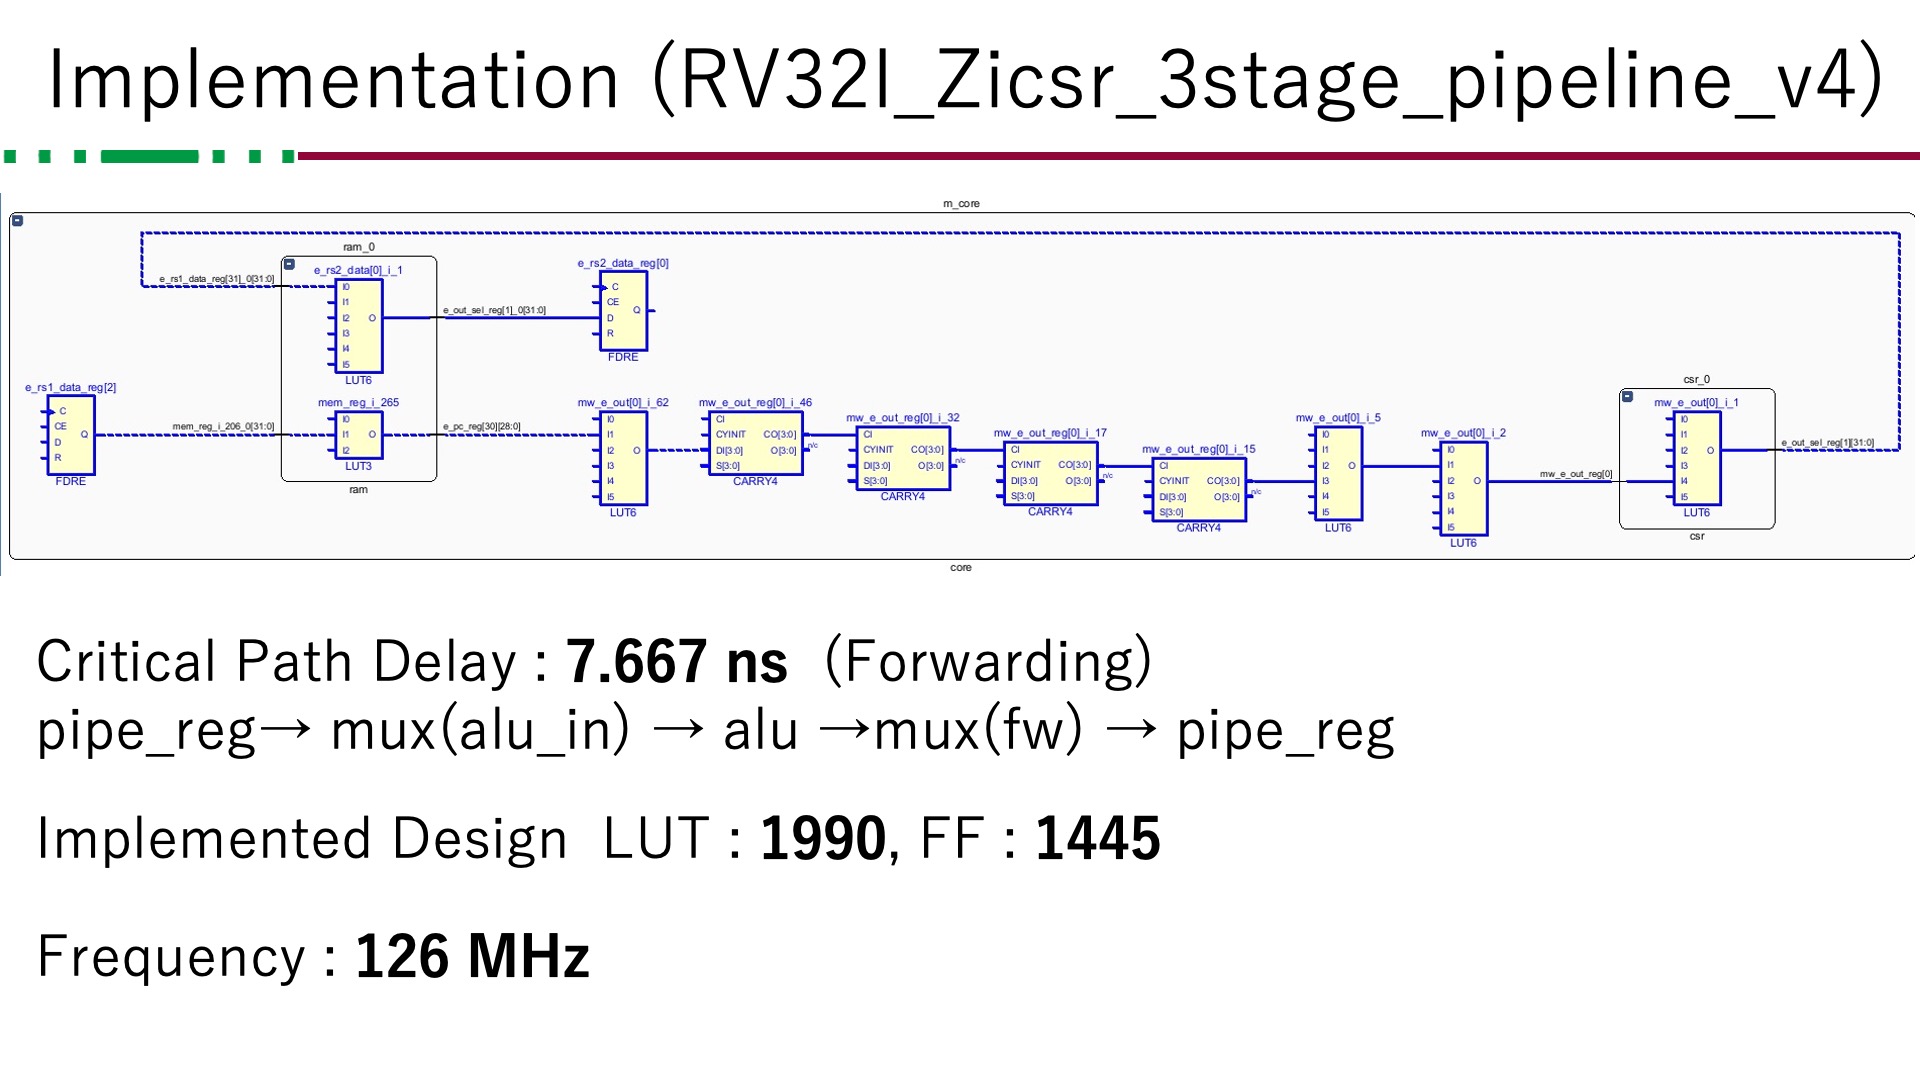 Implementation (RV32I_Zicsr_3stage_pipeline_v4)
m_core
ram_0
e_rs2_data[0]_i_1
e_rs1_data_reg[31]_0[31:0]
I0
I1
I2
I3
I4
I5
O
LUT6
e_out_sel_reg[1]_0[31:0]
e_rs2_data_reg[0]
C
CE
D
R
Q
FDRE
e_rs1_data_reg[2]
C
CE
D
R
Q
FDRE
mem_reg_i_206_0[31:0]
mem_reg_i_265
I0
I1
I2
O
LUT3
ram
e_pc_reg[30][28:0]
mw_e_out[0]_i_62
I0
I1
I2
I3
I4
I5
O
LUT6
mw_e_out_reg[0]_i_46
CI
CYINIT
DI[3:0]
S[3:0]
CO[3:0]
O[3:0]
n/c
CARRY4
mw_e_out_reg[0]_i_32
CI
CYINIT
DI[3:0]
S[3:0]
CO[3:0]
O[3:0]
n/c
CARRY4
mw_e_out_reg[0]_i_17
CI
CYINIT
DI[3:0]
S[3:0]
CO[3:0]
O[3:0]
n/c
CARRY4
mw_e_out_reg[0]_i_15
CI
CYINIT
DI[3:0]
S[3:0]
CO[3:0]
O[3:0]
n/c
CARRY4
mw_e_out[0]_i_5
I0
I1
I2
I3
I4
I5
O
LUT6
mw_e_out[0]_i_2
I0
I1
I2
I3
I4
I5
O
LUT6
mw_e_out_reg[0]
csr_0
mw_e_out[0]_i_1
I0
I1
I2
I3
I4
I5
O
LUT6
csr
e_out_sel_reg[1][31:0]
core
Critical Path Delay : 7.667 ns (Forwarding)
pipe_reg→ mux(alu_in) → alu →mux(fw) → pipe_reg
Implemented Design LUT : 1990, FF : 1445
Frequency : 126 MHz